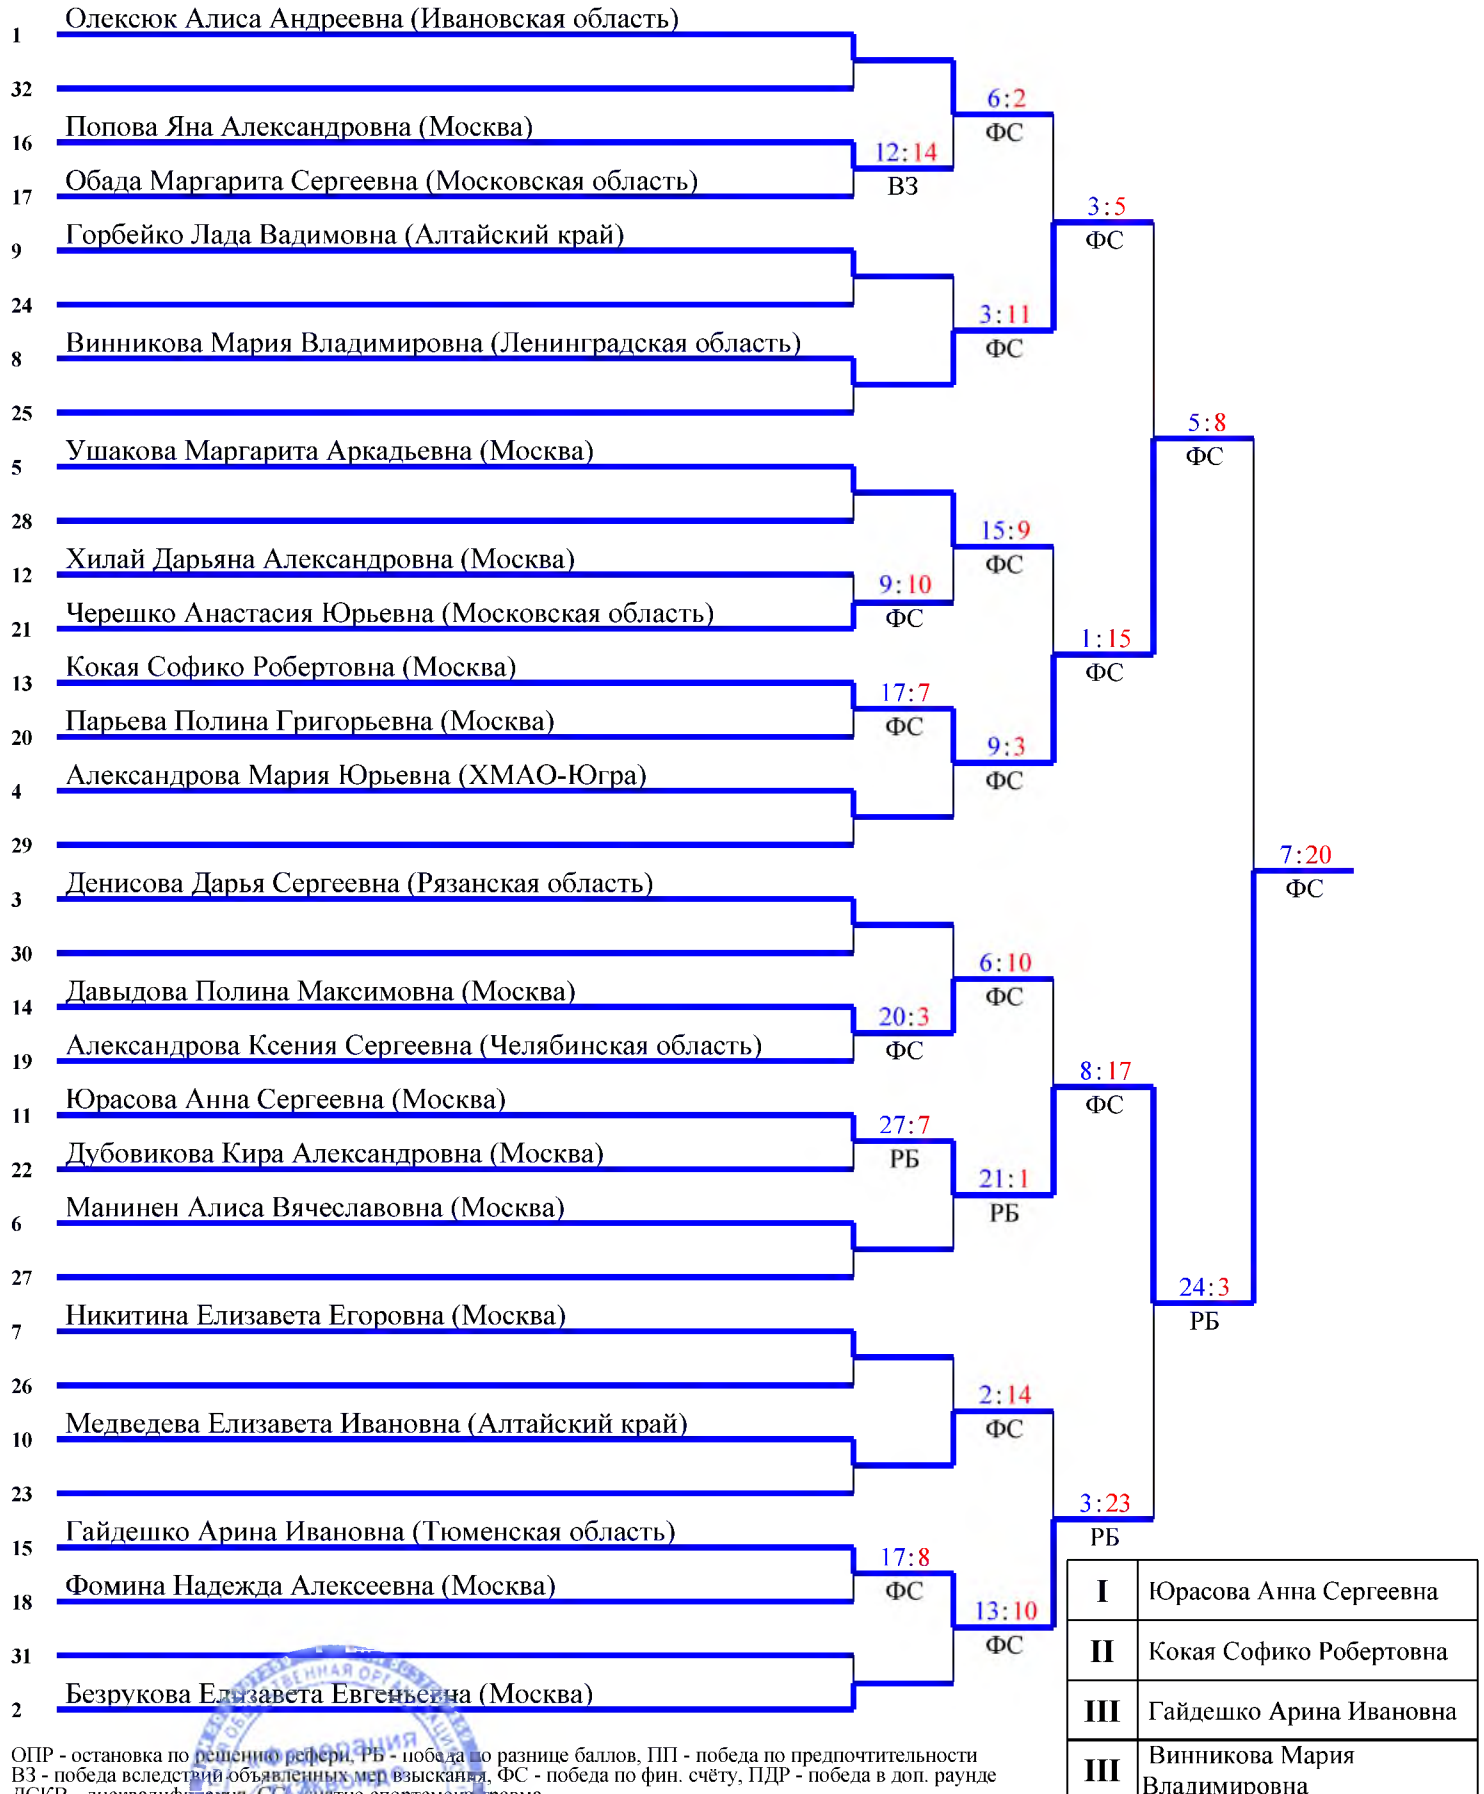 Олексюк Алиса Андреевна (Ивановская область)
1
32
6:2
ФС
Попова Яна Александровна (Москва)
16
12:14
ВЗ
Обада Маргарита Сергеевна (Московская область)
17
3:5
ФС
Горбейко Лада Вадимовна (Алтайский край)
9
24
3:11
ФС
Винникова Мария Владимировна (Ленинградская область)
8
25
5:8
ФС
Ушакова Маргарита Аркадьевна (Москва)
5
28
15:9
ФС
Хилай Дарьяна Александровна (Москва)
12
9:10
ФС
Черешко Анастасия Юрьевна (Московская область)
21
1:15
ФС
Кокая Софико Робертовна (Москва)
13
17:7
ФС
Парьева Полина Григорьевна (Москва)
20
9:3
ФС
Александрова Мария Юрьевна (ХМАО-Югра)
4
29
7:20
ФС
Денисова Дарья Сергеевна (Рязанская область)
3
30
6:10
ФС
Давыдова Полина Максимовна (Москва)
14
20:3
ФС
Александрова Ксения Сергеевна (Челябинская область)
19
8:17
ФС
Юрасова Анна Сергеевна (Москва)
11
27:7
РБ
Дубовикова Кира Александровна (Москва)
22
21:1
РБ
Манинен Алиса Вячеславовна (Москва)
6
27
24:3
РБ
Никитина Елизавета Егоровна (Москва)
7
26
2:14
ФС
Медведева Елизавета Ивановна (Алтайский край)
10
23
3:23
РБ
Гайдешко Арина Ивановна (Тюменская область)
15
17:8
ФС
Фомина Надежда Алексеевна (Москва)
18
13:10
ФС
31
Безрукова Елизавета Евгеньевна (Москва)
2
I Юрасова Анна Сергеевна
II Кокая Софико Робертовна
III Гайдешко Арина Ивановна
III Винникова Мария
Владимировна
ОПР - остановка по решению рефери, РБ - победа по разнице баллов, ПП - победа по предпочтительности
ВЗ - победа вследствий объявленных мер взыскания, ФС - победа по фин. счёту, ПДР - победа в доп. раунде